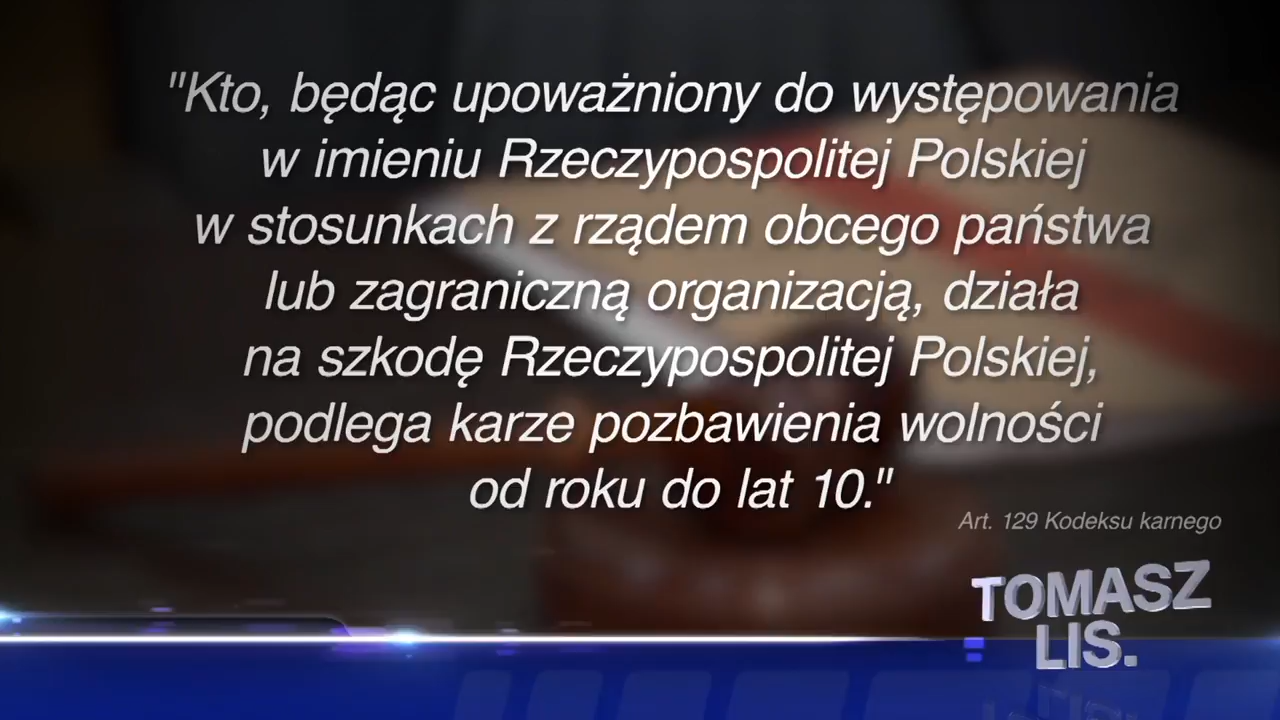 "Kto, będąc upoważniony do występowania
w imieniu Rzeczypospolitej Polskiej
w stosunkach z rządem obcego państwa
lub zagraniczną organizacją, działa
na szkodę Rzeczypospolitej Polskiej,
podlega karze pozbawienia wolności
od roku do lat 10."
Art. 129 Kodeksu karnego
TOMASZ
LIS.